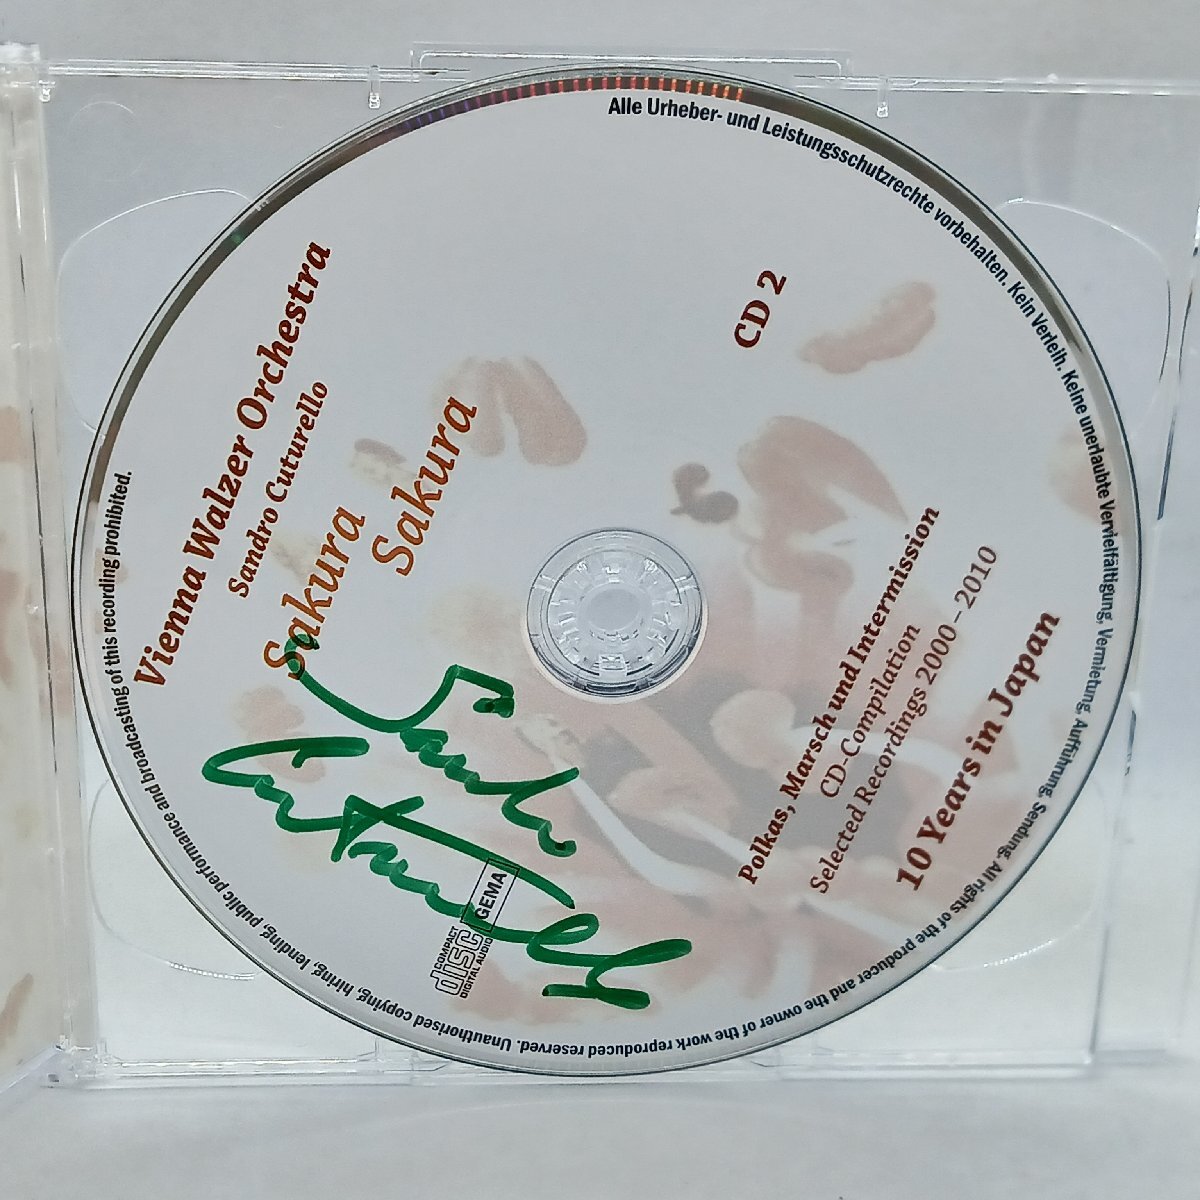 Vienna Walzer Orchestra
Sandro Cuturello
Sakura
Sakura
Sandro
Cuturello
CD 2
Polkas, Marsch und Intermission
CD-Compilation
Selected Recordings 2000–2010
10 Years in Japan
COMPACT
disc
DIGITAL AUDIO
GEMA
Alle Urheber- und Leistungsschutzrechte vorbehalten. Kein Verleih. Keine unerlaubte Vervielfältigung, Vermietung, Aufführung, Sendung. All rights of the producer and the owner of the work reproduced reserved. Unauthorised copying, hiring, lending, public performance and broadcasting of this recording prohibited.